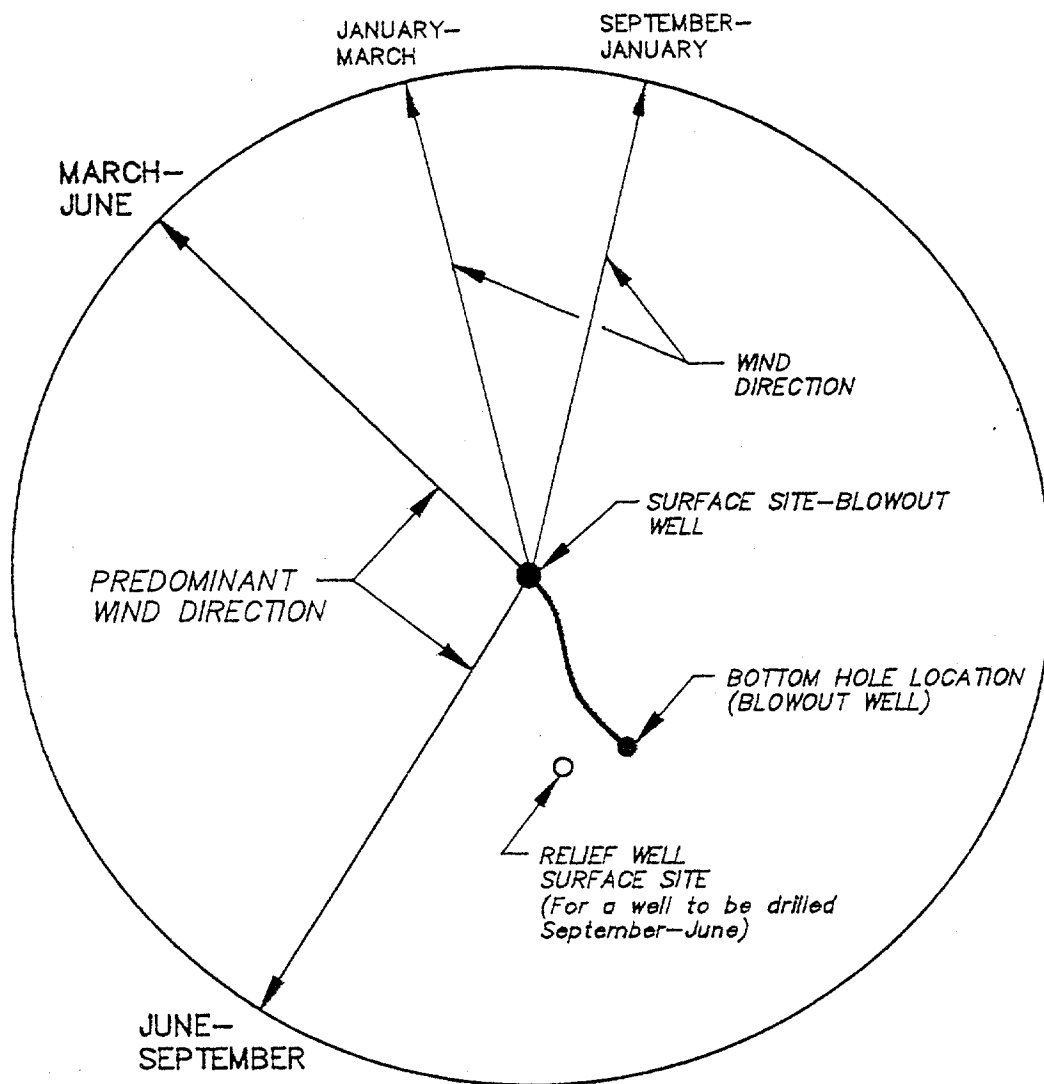 JANUARY–
MARCH
SEPTEMBER–
JANUARY
MARCH–
JUNE
WIND
DIRECTION
SURFACE SITE–BLOWOUT
WELL
PREDOMINANT
WIND DIRECTION
BOTTOM HOLE LOCATION
(BLOWOUT WELL)
RELIEF WELL
SURFACE SITE
(For a well to be drilled
September–June)
JUNE–
SEPTEMBER